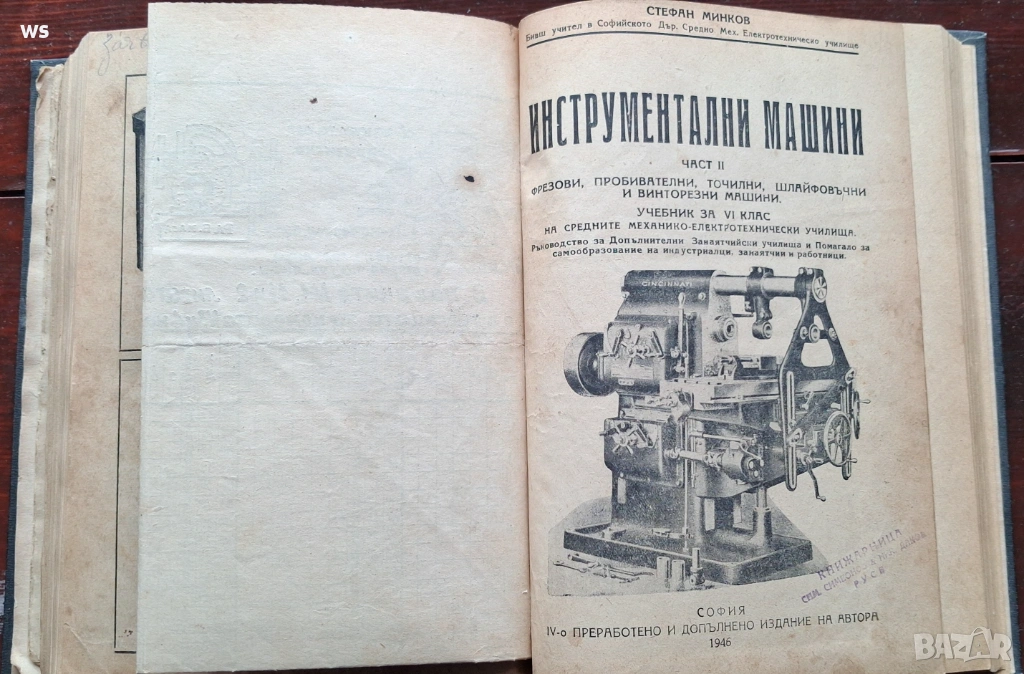 ws
СТЕФАН МИНКОВ
Бивш учител в Софийското Дър. Средно Мех. Електротехническо училище
ИНСТРУМЕНТАЛНИ МАШИНИ
ЧАСТ II
ФРЕЗОВИ, ПРОБИВАТЕЛНИ, ТОЧИЛНИ, ШЛАЙФОВЪЧНИ
И ВИНТОРЕЗНИ МАШИНИ.
УЧЕБНИК ЗА VI КЛАС
НА СРЕДНИТЕ МЕХАНИКО-ЕЛЕКТРОТЕХНИЧЕСКИ УЧИЛИЩА.
Ръководство за Допълнителни Занаятчийски училища и Помагало за
самообразование на индустриалци, занаятчии и работници.
CINCINNATI
КНИЖАРНИЦА
РУСЕ
СОФИЯ
IV-о ПРЕРАБОТЕНО И ДОПЪЛНЕНО ИЗДАНИЕ НА АВТОРА
1946
BAZAR